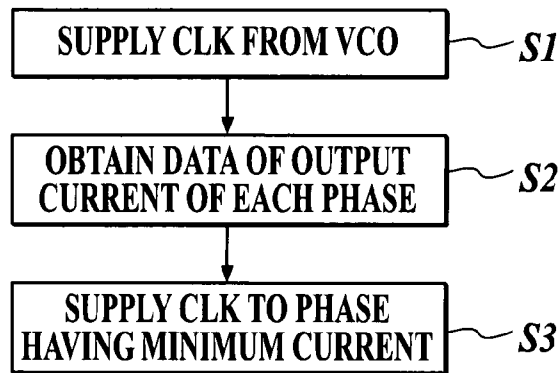 SUPPLY CLK FROM VCO
S1
OBTAIN DATA OF OUTPUT
CURRENT OF EACH PHASE
S2
SUPPLY CLK TO PHASE
HAVING MINIMUM CURRENT
S3